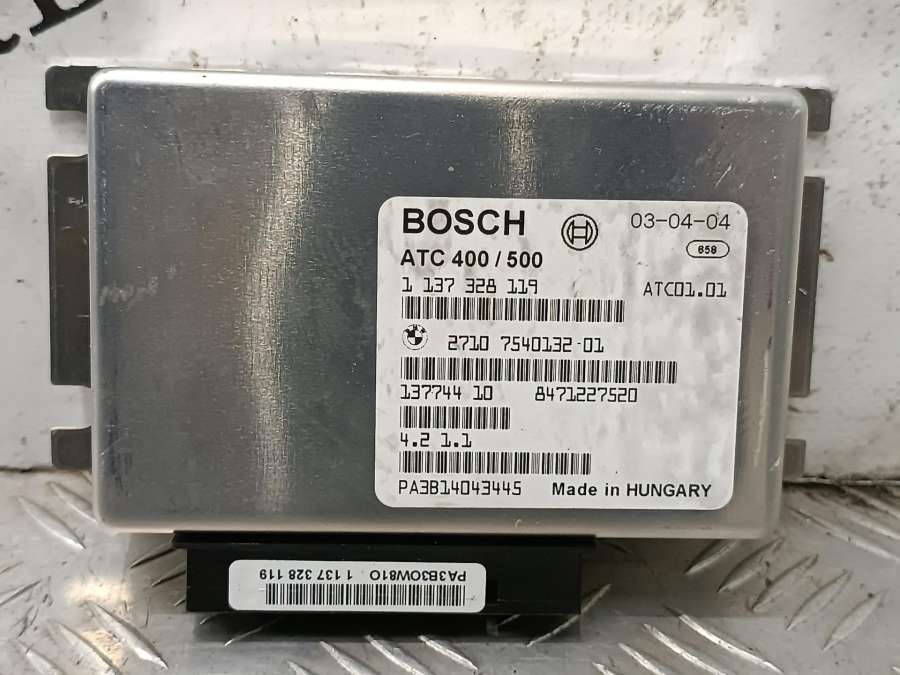 BOSCH 03-04-04
658
ATC 400 / 500
1 137 328 119 ATC01.01
2710 7540132-01
137744 10 8471227520
4.2 1.1
PA3B14043445 Made in HUNGARY
PA3B30W810 1 137 328 119